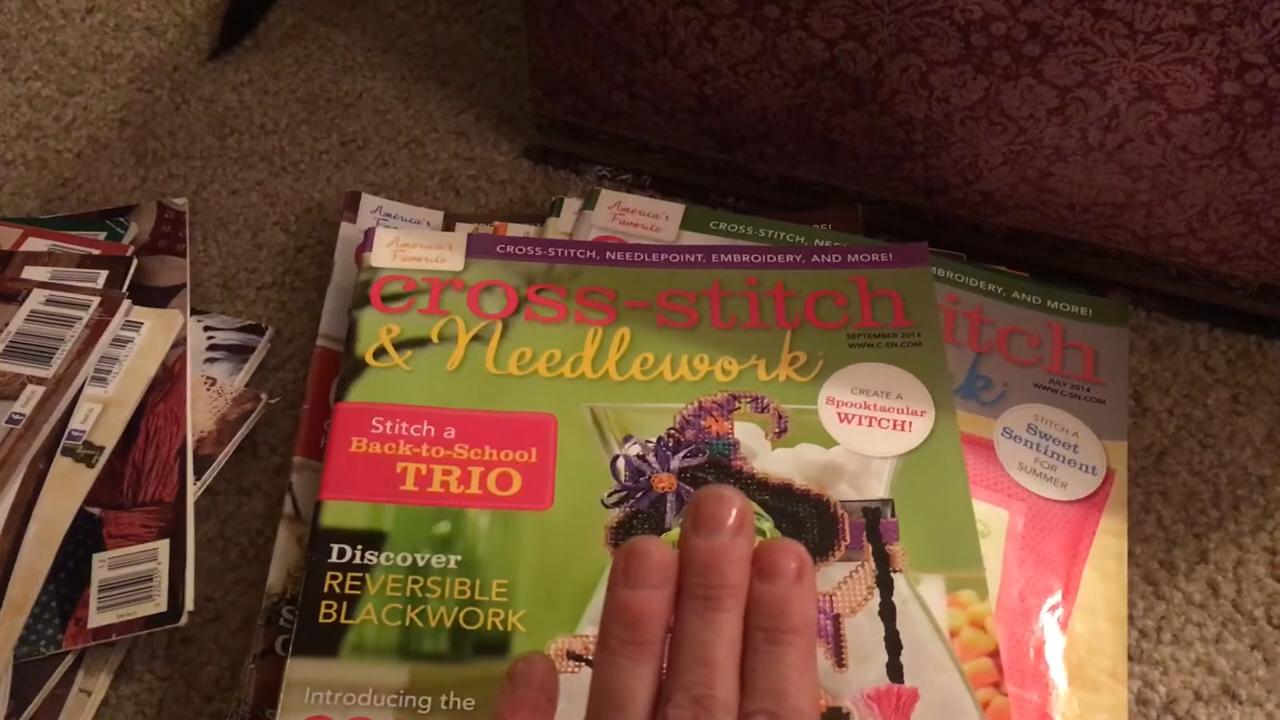 America's
Favorite
CROSS-STITCH, NEEDLEPOINT, EMBROIDERY, AND MORE!
cross-stitch
& Needlework
SEPTEMBER 2014
WWW.C-SN.COM
CREATE A
Spooktacular
WITCH!
Stitch a
Back-to-School
TRIO
Discover
REVERSIBLE
BLACKWORK
Introducing the
America's
America's
Favorite
CROSS-STITCH,
MBROIDERY, AND MORE!
itch
k
JULY 2014
WWW.C-SN.COM
STITCH A
Sweet
Sentiment
FOR
SUMMER